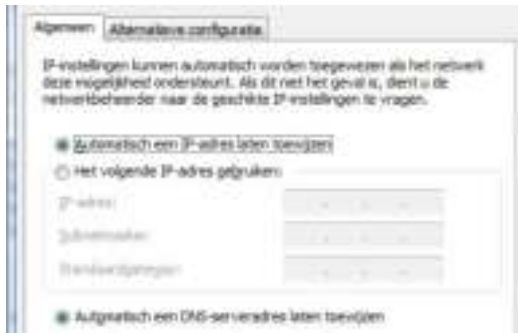 Algemeen Alternatieve configuratie
IP-instellingen kunnen automatisch worden toegewezen als het netwerk
deze mogelijkheid ondersteunt. Als dit niet het geval is, dient u de
netwerkbeheerder naar de geschikte IP-instellingen te vragen.
Automatisch een IP-adres laten toewijzen
Het volgende IP-adres gebruiken:
IP-adres:
Subnetmasker:
Standaardgateway:
Automatisch een DNS-serveradres laten toewijzen